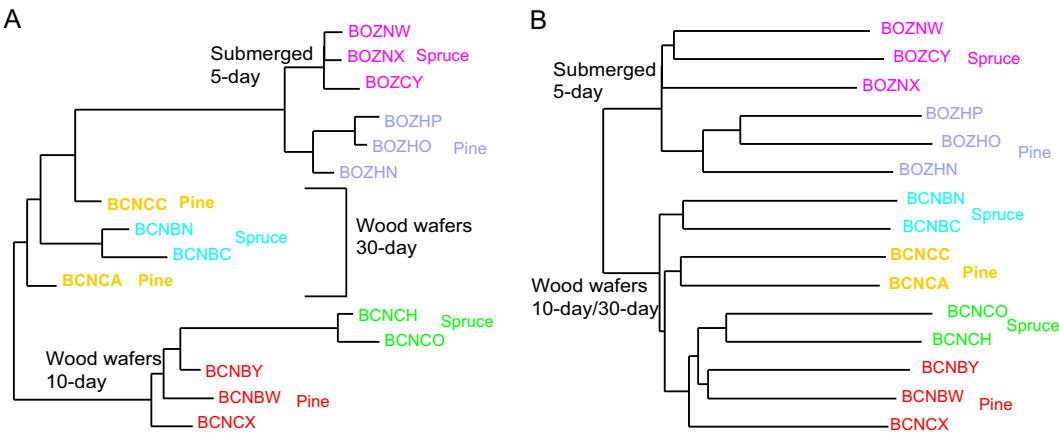 A
BOZNW
BOZNX Spruce
BOZCY
Submerged
5-day
BOZHP
BOZHO Pine
BOZHN
BCNCC Pine
BCNBN
Spruce
BCNBC
BCNCA Pine
Wood wafers
30-day
BCNCH
Spruce
BCNCO
Wood wafers
10-day
BCNBY
BCNBW
Pine
BCNCX
B
BOZNW
BOZCY Spruce
BOZNX
Submerged
5-day
BOZHP
BOZHO
Pine
BOZHN
BCNBN
Spruce
BCNBC
BCNCC
Pine
BCNCA
Wood wafers
10-day/30-day
BCNCO
Spruce
BCNCH
BCNBY
BCNBW
Pine
BCNCX